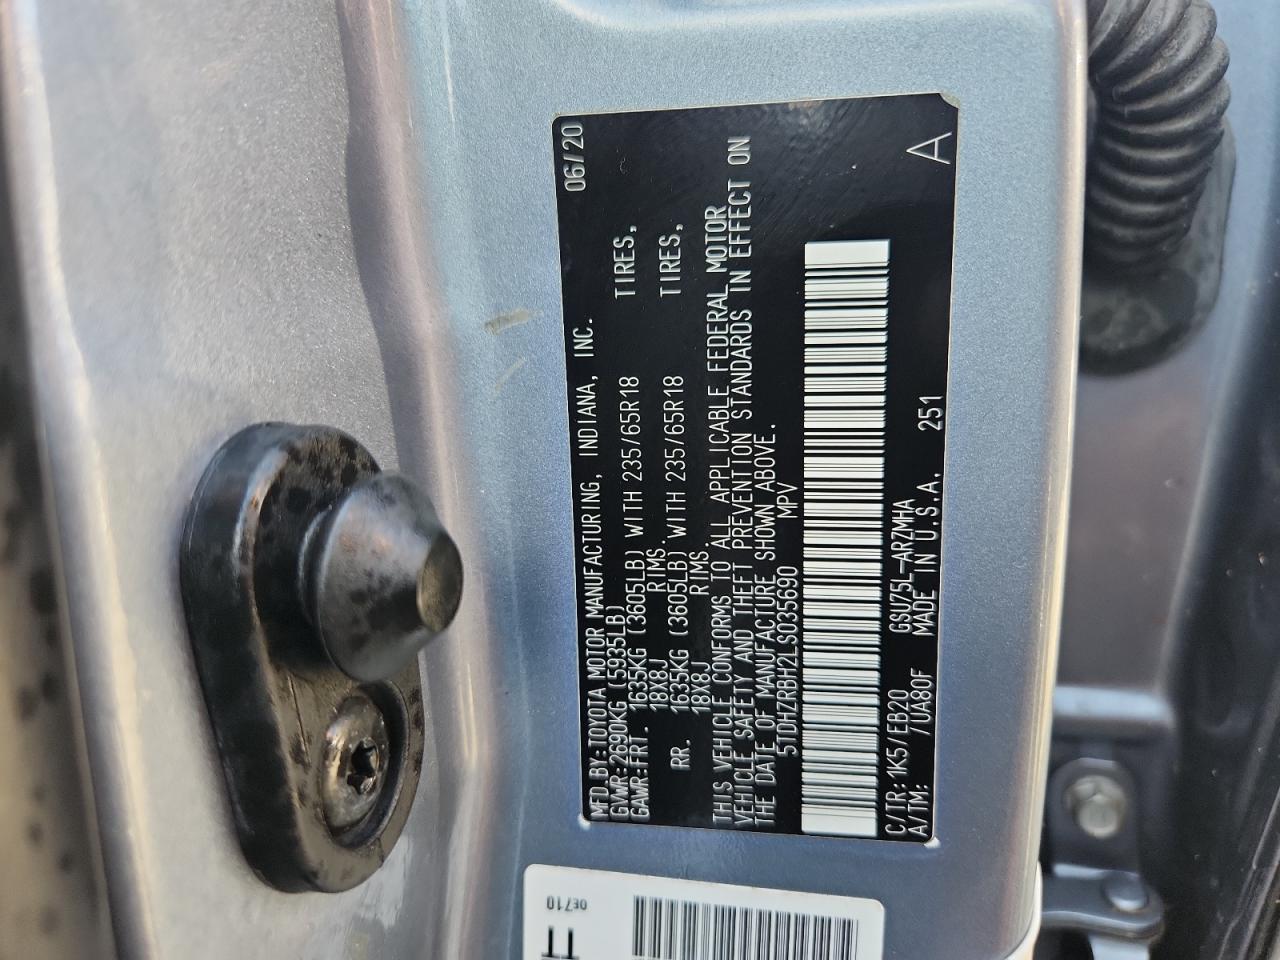 MFD. BY: TOYOTA MOTOR MANUFACTURING, INDIANA, INC. 06/20
GVWR: 2690KG (5935LB)
GAWR: FRT. 1635KG (3605LB) WITH 235/65R18 TIRES,
18X8J RIMS.
RR. 1635KG (3605LB) WITH 235/65R18 TIRES,
18X8J RIMS.
THIS VEHICLE CONFORMS TO ALL APPLICABLE FEDERAL MOTOR
VEHICLE SAFETY AND THEFT PREVENTION STANDARDS IN EFFECT ON
THE DATE OF MANUFACTURE SHOWN ABOVE.
5TDHZRBH2LS035690 MPV
C/TR: 1K5/EB20 GSUZ5L-ARZMHA
A/TM: /UA80F MADE IN U.S.A. 251
A
0E710